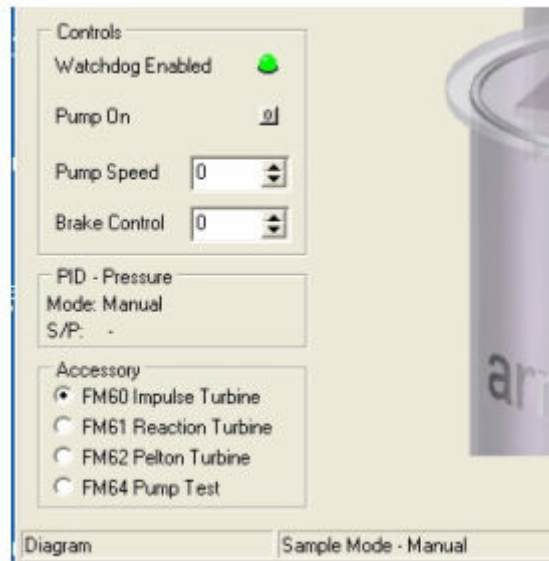 Controls
Watchdog Enabled
Pump On
Pump Speed 0
Brake Control 0
PID - Pressure
Mode: Manual
S/P: -
Accessory
FM60 Impulse Turbine
FM61 Reaction Turbine
FM62 Pelton Turbine
FM64 Pump Test
Diagram
Sample Mode - Manual